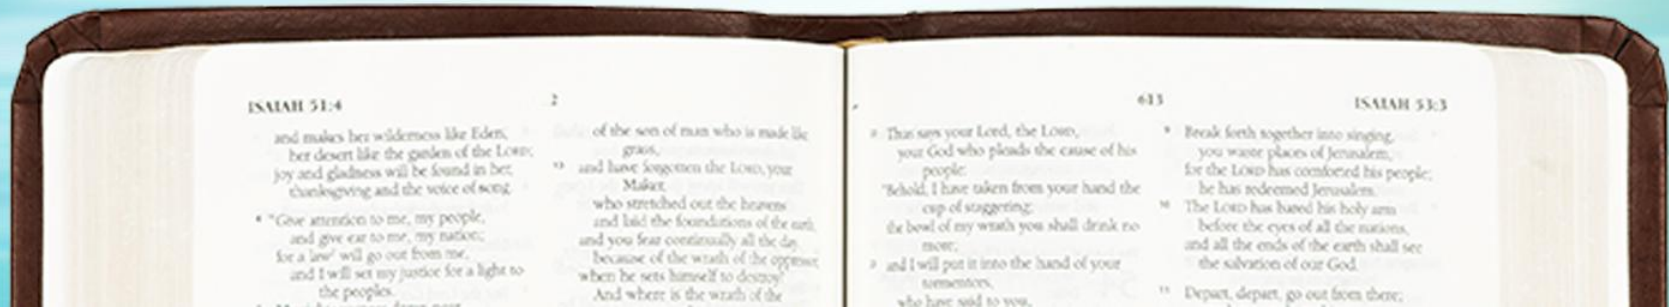 ISAIAH 51:4
2
and makes her wilderness like Eden,
her desert like the garden of the LORD;
joy and gladness will be found in her,
thanksgiving and the voice of song.
4 "Give attention to me, my people,
and give ear to me, my nation;
for a law will go out from me,
and I will set my justice for a light to
the peoples.
of the son of man who is made like
grass,
13 and have forgotten the LORD, your
Maker,
who stretched out the heavens
and laid the foundations of the earth,
and you fear continually all the day
because of the wrath of the oppressor,
when he sets himself to destroy?
And where is the wrath of the
613
ISAIAH 53:3
Thus says your Lord, the LORD,
your God who pleads the cause of his
people:
"Behold, I have taken from your hand the
cup of staggering;
the bowl of my wrath you shall drink no
more;
and I will put it into the hand of your
tormentors,
who have said to you,
9 Break forth together into singing,
you waste places of Jerusalem,
for the LORD has comforted his people;
he has redeemed Jerusalem.
10 The LORD has bared his holy arm
before the eyes of all the nations,
and all the ends of the earth shall see
the salvation of our God.
11 Depart, depart, go out from there;